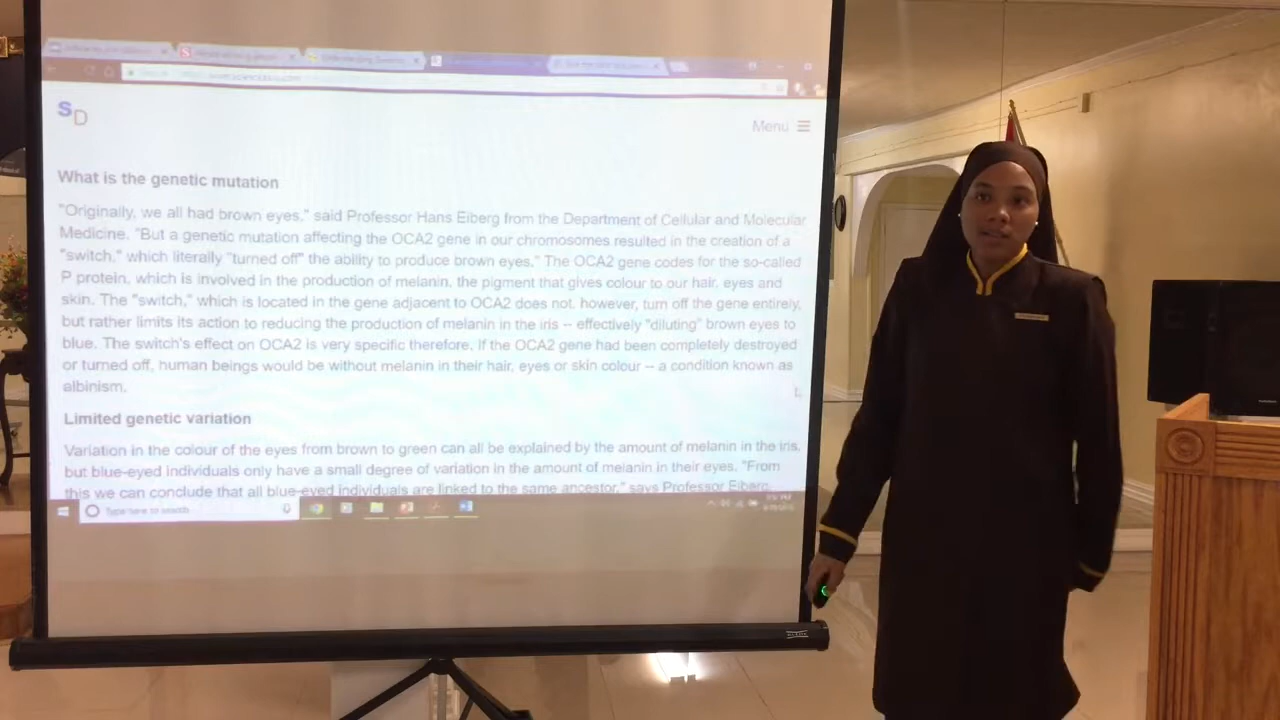 SD
Menu
What is the genetic mutation
"Originally, we all had brown eyes," said Professor Hans Eiberg from the Department of Cellular and Molecular
Medicine. "But a genetic mutation affecting the OCA2 gene in our chromosomes resulted in the creation of a
"switch," which literally "turned off" the ability to produce brown eyes." The OCA2 gene codes for the so-called
P protein, which is involved in the production of melanin, the pigment that gives colour to our hair, eyes and
skin. The "switch," which is located in the gene adjacent to OCA2 does not, however, turn off the gene entirely,
but rather limits its action to reducing the production of melanin in the iris -- effectively "diluting" brown eyes to
blue. The switch's effect on OCA2 is very specific therefore. If the OCA2 gene had been completely destroyed
or turned off, human beings would be without melanin in their hair, eyes or skin colour -- a condition known as
albinism.
Limited genetic variation
Variation in the colour of the eyes from brown to green can all be explained by the amount of melanin in the iris,
but blue-eyed individuals only have a small degree of variation in the amount of melanin in their eyes. "From
this we can conclude that all blue-eyed individuals are linked to the same ancestor," says Professor Eiberg.
Type here to search